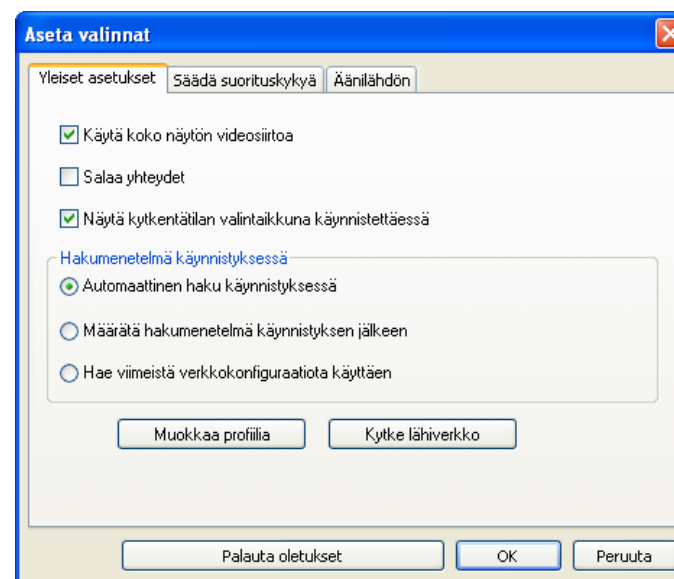 Aseta valinnat
Yleiset asetukset Säädä suorituskykyä Äänilähdön
Käytä koko näytön videosiirtoa
Salaa yhteydet
Näytä kytkentätilan valintaikkuna käynnistettäessä
Hakumenetelmä käynnistyksessä
Automaattinen haku käynnistyksessä
Määrätä hakumenetelmä käynnistyksen jälkeen
Hae viimeistä verkkokonfiguraatiota käyttäen
Muokkaa profiilia Kytke lähiverkko
Palauta oletukset OK Peruuta